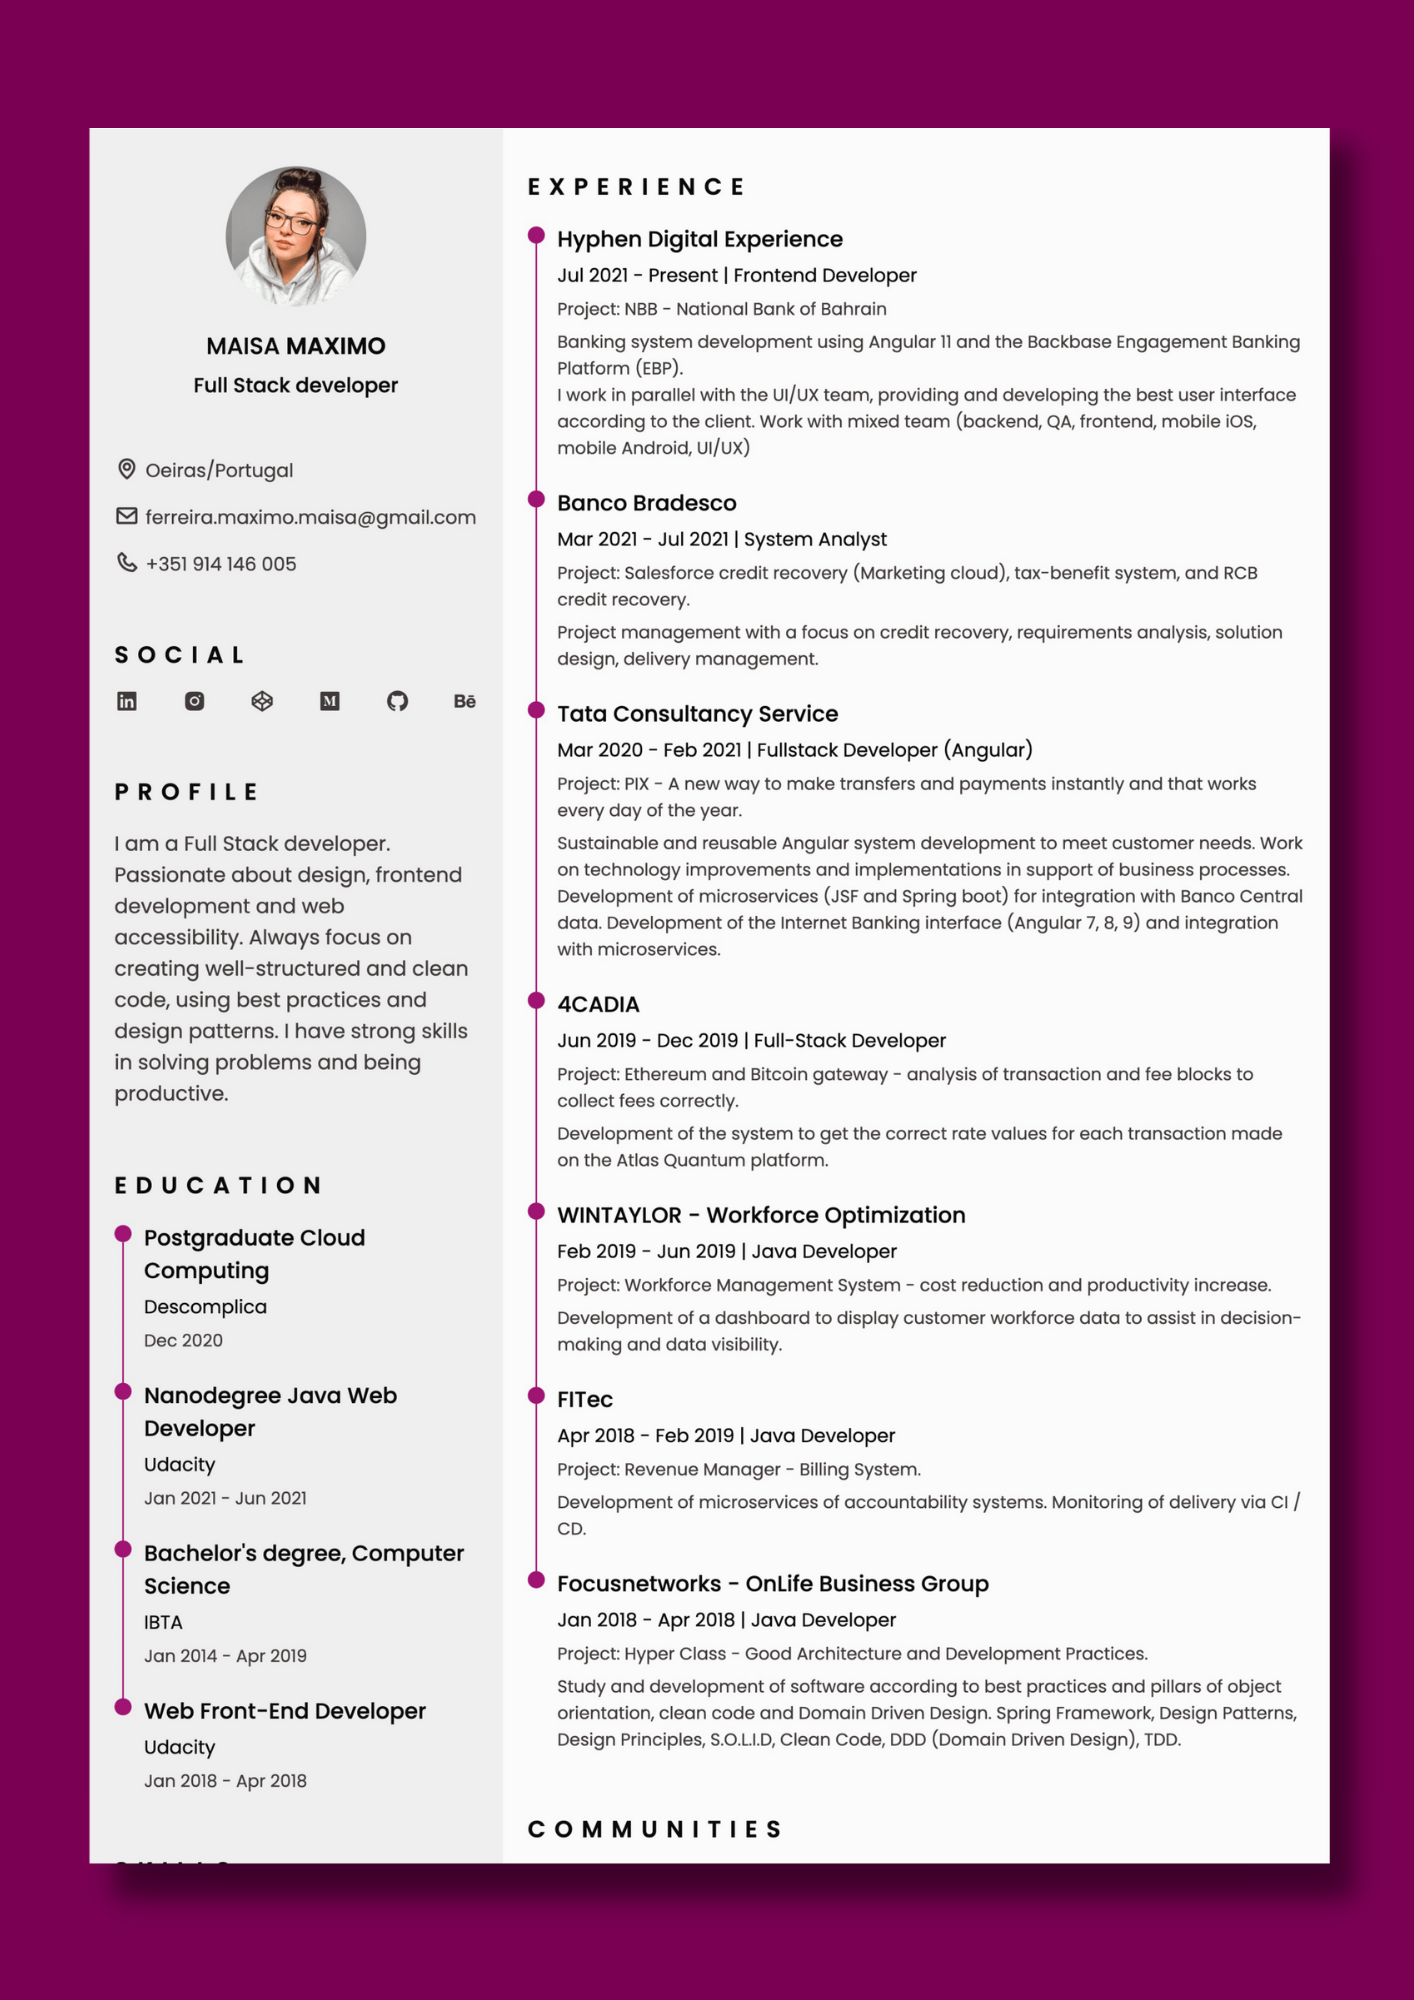 MAISA MAXIMO
Full Stack developer
Oeiras/Portugal
ferreira.maximo.maisa@gmail.com
+351 914 146 005
SOCIAL
in
M
Bē
PROFILE
I am a Full Stack developer.
Passionate about design, frontend
development and web
accessibility. Always focus on
creating well-structured and clean
code, using best practices and
design patterns. I have strong skills
in solving problems and being
productive.
EDUCATION
Postgraduate Cloud
Computing
Descomplica
Dec 2020
Nanodegree Java Web
Developer
Udacity
Jan 2021 - Jun 2021
Bachelor's degree, Computer
Science
IBTA
Jan 2014 - Apr 2019
Web Front-End Developer
Udacity
Jan 2018 - Apr 2018
EXPERIENCE
Hyphen Digital Experience
Jul 2021 - Present | Frontend Developer
Project: NBB - National Bank of Bahrain
Banking system development using Angular 11 and the Backbase Engagement Banking
Platform (EBP).
I work in parallel with the UI/UX team, providing and developing the best user interface
according to the client. Work with mixed team (backend, QA, frontend, mobile iOS,
mobile Android, UI/UX)
Banco Bradesco
Mar 2021 - Jul 2021 | System Analyst
Project: Salesforce credit recovery (Marketing cloud), tax-benefit system, and RCB
credit recovery.
Project management with a focus on credit recovery, requirements analysis, solution
design, delivery management.
Tata Consultancy Service
Mar 2020 - Feb 2021 | Fullstack Developer (Angular)
Project: PIX - A new way to make transfers and payments instantly and that works
every day of the year.
Sustainable and reusable Angular system development to meet customer needs. Work
on technology improvements and implementations in support of business processes.
Development of microservices (JSF and Spring boot) for integration with Banco Central
data. Development of the Internet Banking interface (Angular 7, 8, 9) and integration
with microservices.
4CADIA
Jun 2019 - Dec 2019 | Full-Stack Developer
Project: Ethereum and Bitcoin gateway - analysis of transaction and fee blocks to
collect fees correctly.
Development of the system to get the correct rate values for each transaction made
on the Atlas Quantum platform.
WINTAYLOR - Workforce Optimization
Feb 2019 - Jun 2019 | Java Developer
Project: Workforce Management System - cost reduction and productivity increase.
Development of a dashboard to display customer workforce data to assist in decision-
making and data visibility.
FITec
Apr 2018 - Feb 2019 | Java Developer
Project: Revenue Manager - Billing System.
Development of microservices of accountability systems. Monitoring of delivery via CI /
CD.
Focusnetworks - OnLife Business Group
Jan 2018 - Apr 2018 | Java Developer
Project: Hyper Class - Good Architecture and Development Practices.
Study and development of software according to best practices and pillars of object
orientation, clean code and Domain Driven Design. Spring Framework, Design Patterns,
Design Principles, S.O.L.I.D, Clean Code, DDD (Domain Driven Design), TDD.
COMMUNITIES